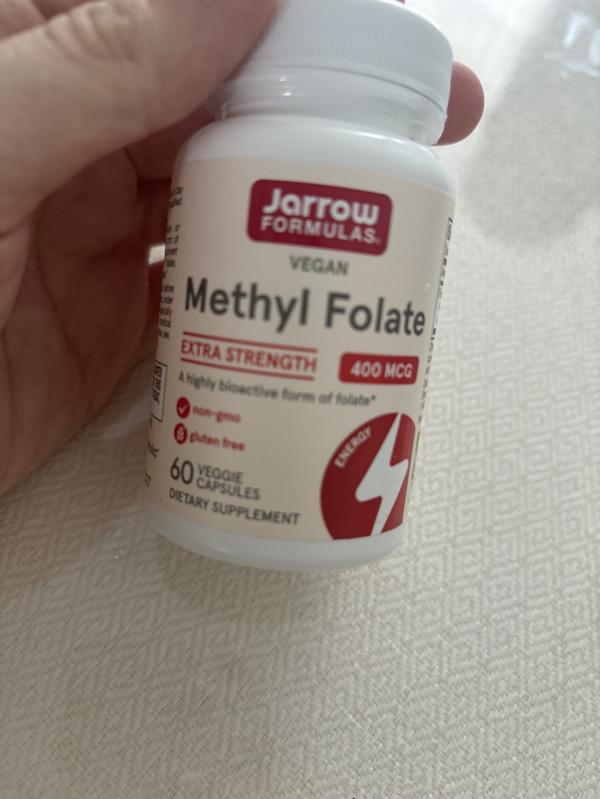 Jarrow
FORMULAS®
VEGAN
Methyl Folate
EXTRA STRENGTH
400 MCG
A highly bioactive form of folate*
non-gmo
gluten free
ENERGY
60 VEGGIE
CAPSULES
DIETARY SUPPLEMENT